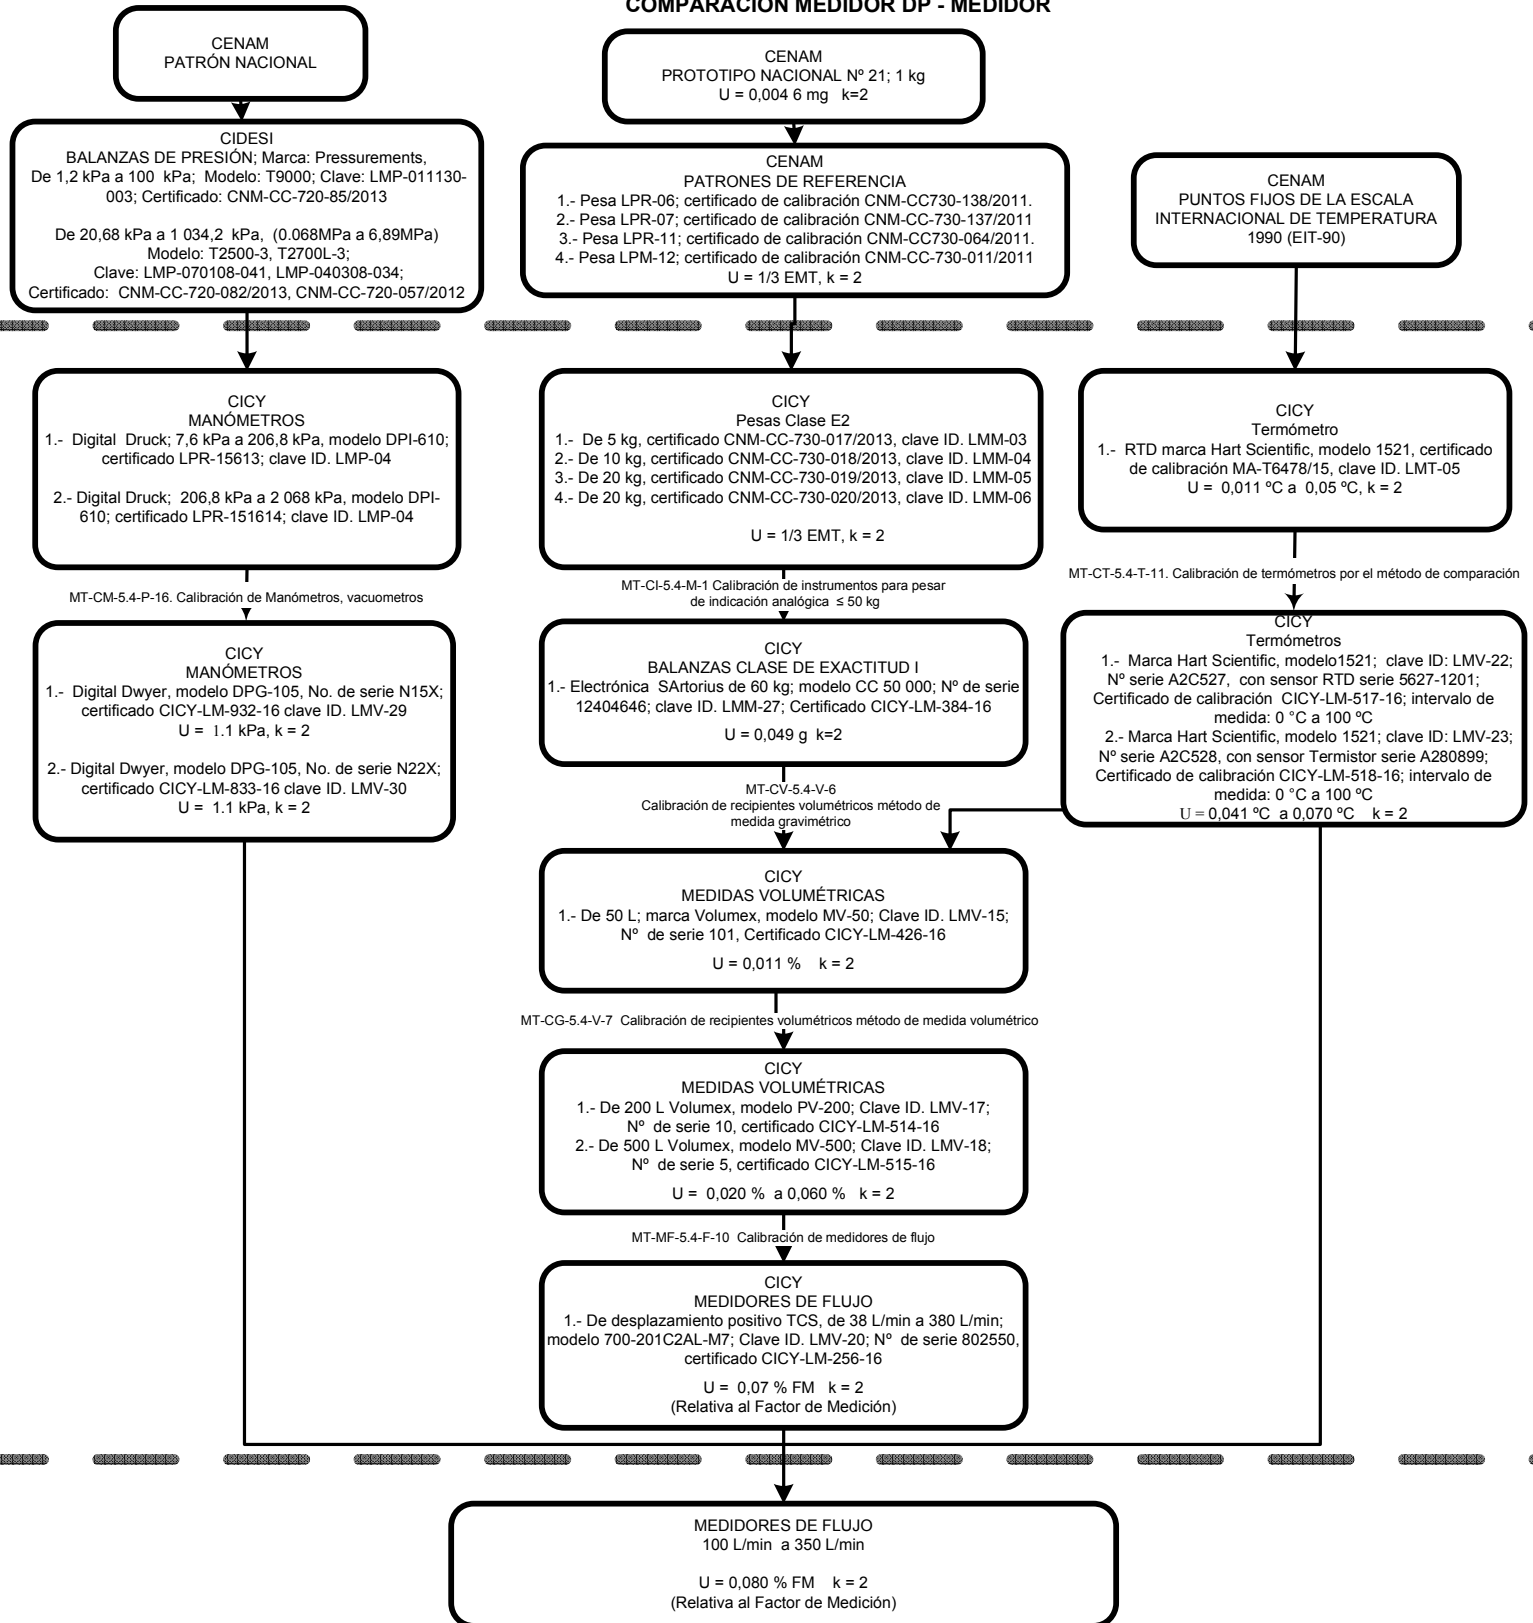 COMPARACIÓN MEDIDOR DP - MEDIDOR
CENAM
PATRÓN NACIONAL
CENAM
PROTOTIPO NACIONAL Nº 21; 1 kg
U = 0,004 6 mg k=2
CIDESI
BALANZAS DE PRESIÓN; Marca: Pressurements,
De 1,2 kPa a 100 kPa; Modelo: T9000; Clave: LMP-011130-
003; Certificado: CNM-CC-720-85/2013
De 20,68 kPa a 1 034,2 kPa, (0.068MPa a 6,89MPa)
Modelo: T2500-3, T2700L-3;
Clave: LMP-070108-041, LMP-040308-034;
Certificado: CNM-CC-720-082/2013, CNM-CC-720-057/2012
CENAM
PATRONES DE REFERENCIA
1.- Pesa LPR-06; certificado de calibración CNM-CC730-138/2011.
2.- Pesa LPR-07; certificado de calibración CNM-CC-730-137/2011
3.- Pesa LPR-11; certificado de calibración CNM-CC730-064/2011.
4.- Pesa LPM-12; certificado de calibración CNM-CC-730-011/2011
U = 1/3 EMT, k = 2
CENAM
PUNTOS FIJOS DE LA ESCALA
INTERNACIONAL DE TEMPERATURA
1990 (EIT-90)
CICY
MANÓMETROS
1.- Digital Druck; 7,6 kPa a 206,8 kPa, modelo DPI-610;
certificado LPR-15613; clave ID. LMP-04
2.- Digital Druck; 206,8 kPa a 2 068 kPa, modelo DPI-
610; certificado LPR-151614; clave ID. LMP-04
CICY
Pesas Clase E2
1.- De 5 kg, certificado CNM-CC-730-017/2013, clave ID. LMM-03
2.- De 10 kg, certificado CNM-CC-730-018/2013, clave ID. LMM-04
3.- De 20 kg, certificado CNM-CC-730-019/2013, clave ID. LMM-05
4.- De 20 kg, certificado CNM-CC-730-020/2013, clave ID. LMM-06
U = 1/3 EMT, k = 2
CICY
Termómetro
1.- RTD marca Hart Scientific, modelo 1521, certificado
de calibración MA-T6478/15, clave ID. LMT-05
U = 0,011 ºC a 0,05 ºC, k = 2
MT-CM-5.4-P-16. Calibración de Manómetros, vacuometros
MT-CI-5.4-M-1 Calibración de instrumentos para pesar
de indicación analógica ≤ 50 kg
MT-CT-5.4-T-11. Calibración de termómetros por el método de comparación
CICY
MANÓMETROS
1.- Digital Dwyer, modelo DPG-105, No. de serie N15X;
certificado CICY-LM-932-16 clave ID. LMV-29
U = 1.1 kPa, k = 2
2.- Digital Dwyer, modelo DPG-105, No. de serie N22X;
certificado CICY-LM-833-16 clave ID. LMV-30
U = 1.1 kPa, k = 2
CICY
BALANZAS CLASE DE EXACTITUD I
1.- Electrónica SArtorius de 60 kg; modelo CC 50 000; Nº de serie
12404646; clave ID. LMM-27; Certificado CICY-LM-384-16
U = 0,049 g k=2
CICY
Termómetros
1.- Marca Hart Scientific, modelo1521; clave ID: LMV-22;
Nº serie A2C527, con sensor RTD serie 5627-1201;
Certificado de calibración CICY-LM-517-16; intervalo de
medida: 0 °C a 100 ºC
2.- Marca Hart Scientific, modelo 1521; clave ID: LMV-23;
Nº serie A2C528, con sensor Termistor serie A280899;
Certificado de calibración CICY-LM-518-16; intervalo de
medida: 0 °C a 100 ºC
U = 0,041 ºC a 0,070 ºC k = 2
MT-CV-5.4-V-6
Calibración de recipientes volumétricos método de
medida gravimétrico
CICY
MEDIDAS VOLUMÉTRICAS
1.- De 50 L; marca Volumex, modelo MV-50; Clave ID. LMV-15;
Nº de serie 101, Certificado CICY-LM-426-16
U = 0,011 % k = 2
MT-CG-5.4-V-7 Calibración de recipientes volumétricos método de medida volumétrico
CICY
MEDIDAS VOLUMÉTRICAS
1.- De 200 L Volumex, modelo PV-200; Clave ID. LMV-17;
Nº de serie 10, certificado CICY-LM-514-16
2.- De 500 L Volumex, modelo MV-500; Clave ID. LMV-18;
Nº de serie 5, certificado CICY-LM-515-16
U = 0,020 % a 0,060 % k = 2
MT-MF-5.4-F-10 Calibración de medidores de flujo
CICY
MEDIDORES DE FLUJO
1.- De desplazamiento positivo TCS, de 38 L/min a 380 L/min;
modelo 700-201C2AL-M7; Clave ID. LMV-20; Nº de serie 802550,
certificado CICY-LM-256-16
U = 0,07 % FM k = 2
(Relativa al Factor de Medición)
MEDIDORES DE FLUJO
100 L/min a 350 L/min
U = 0,080 % FM k = 2
(Relativa al Factor de Medición)